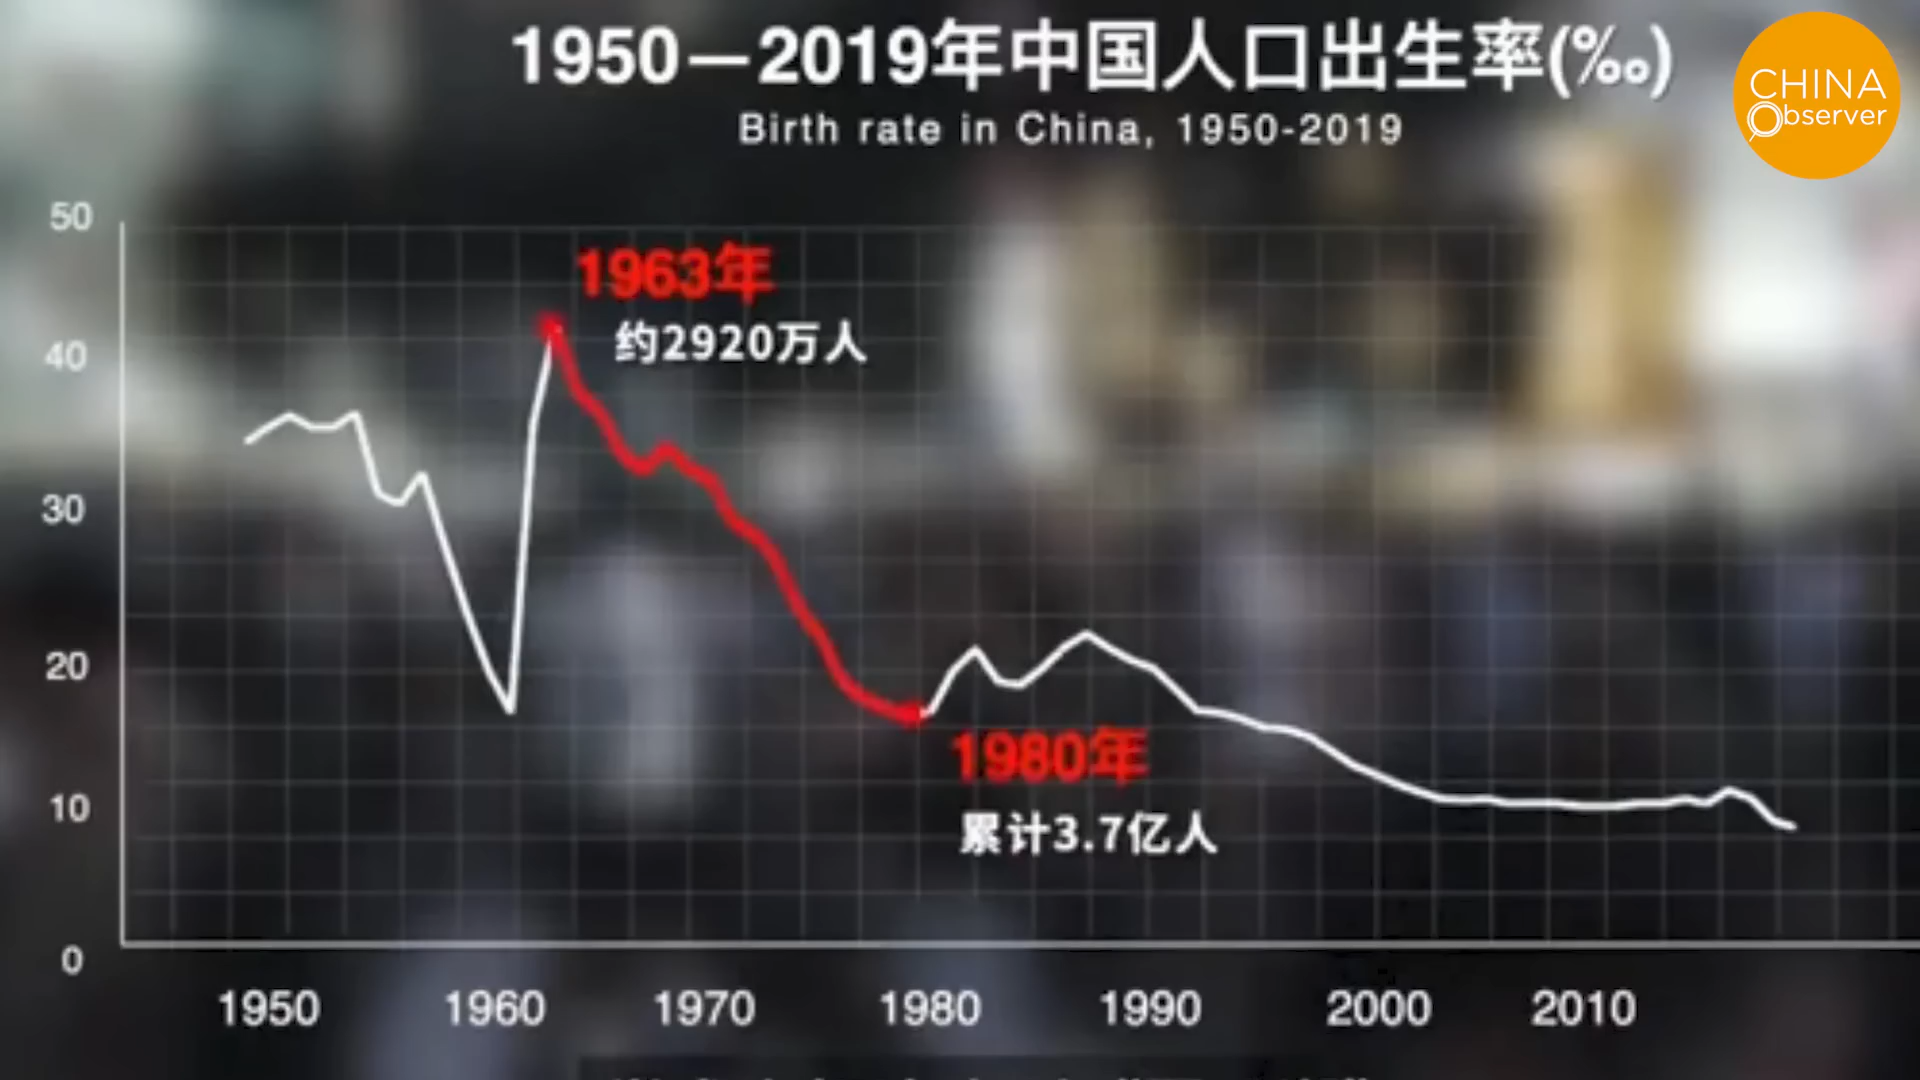 1950—2019年中国人口出生率(‰)
Birth rate in China, 1950-2019
CHINA
Observer
50
40
30
20
10
0
1963年
约2920万人
1980年
累计3.7亿人
1950 1960 1970 1980 1990 2000 2010